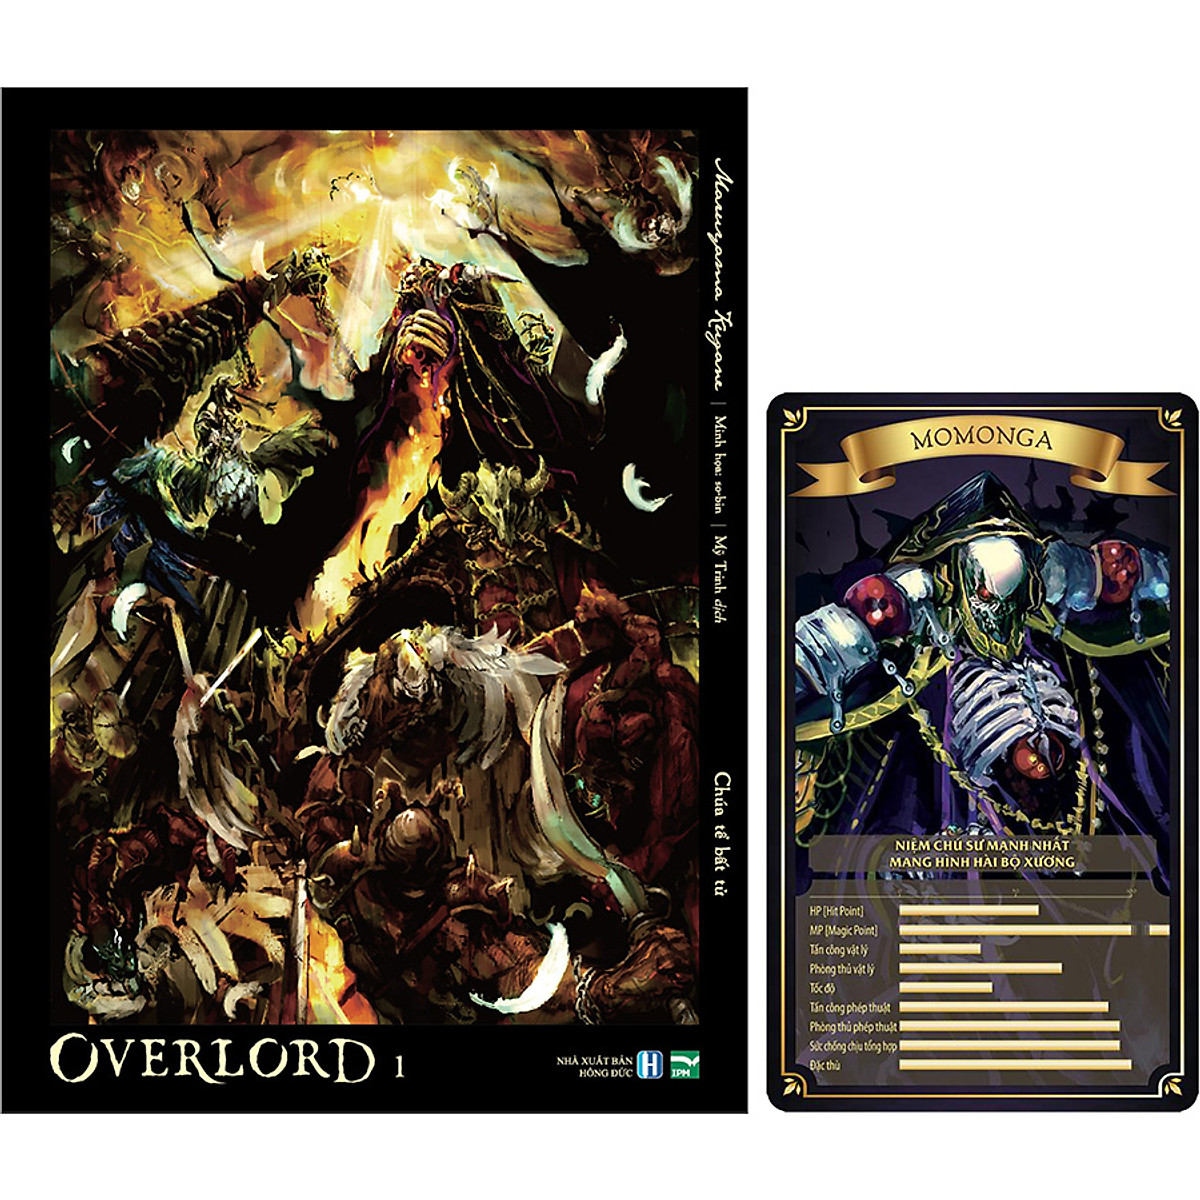 Maruyama Kugane | Minh họa: so-bin | Mỹ Trinh dịch
Chúa tể bất tử
OVERLORD 1
NHÀ XUẤT BẢN
HỒNG ĐỨC
H
IPM
MOMONGA
NIỆM CHÚ SƯ MẠNH NHẤT
MANG HÌNH HÀI BỘ XƯƠNG
HP [Hit Point]
MP [Magic Point]
Tấn công vật lý
Phòng thủ vật lý
Tốc độ
Tấn công phép thuật
Phòng thủ phép thuật
Sức chống chịu tổng hợp
Đặc thù